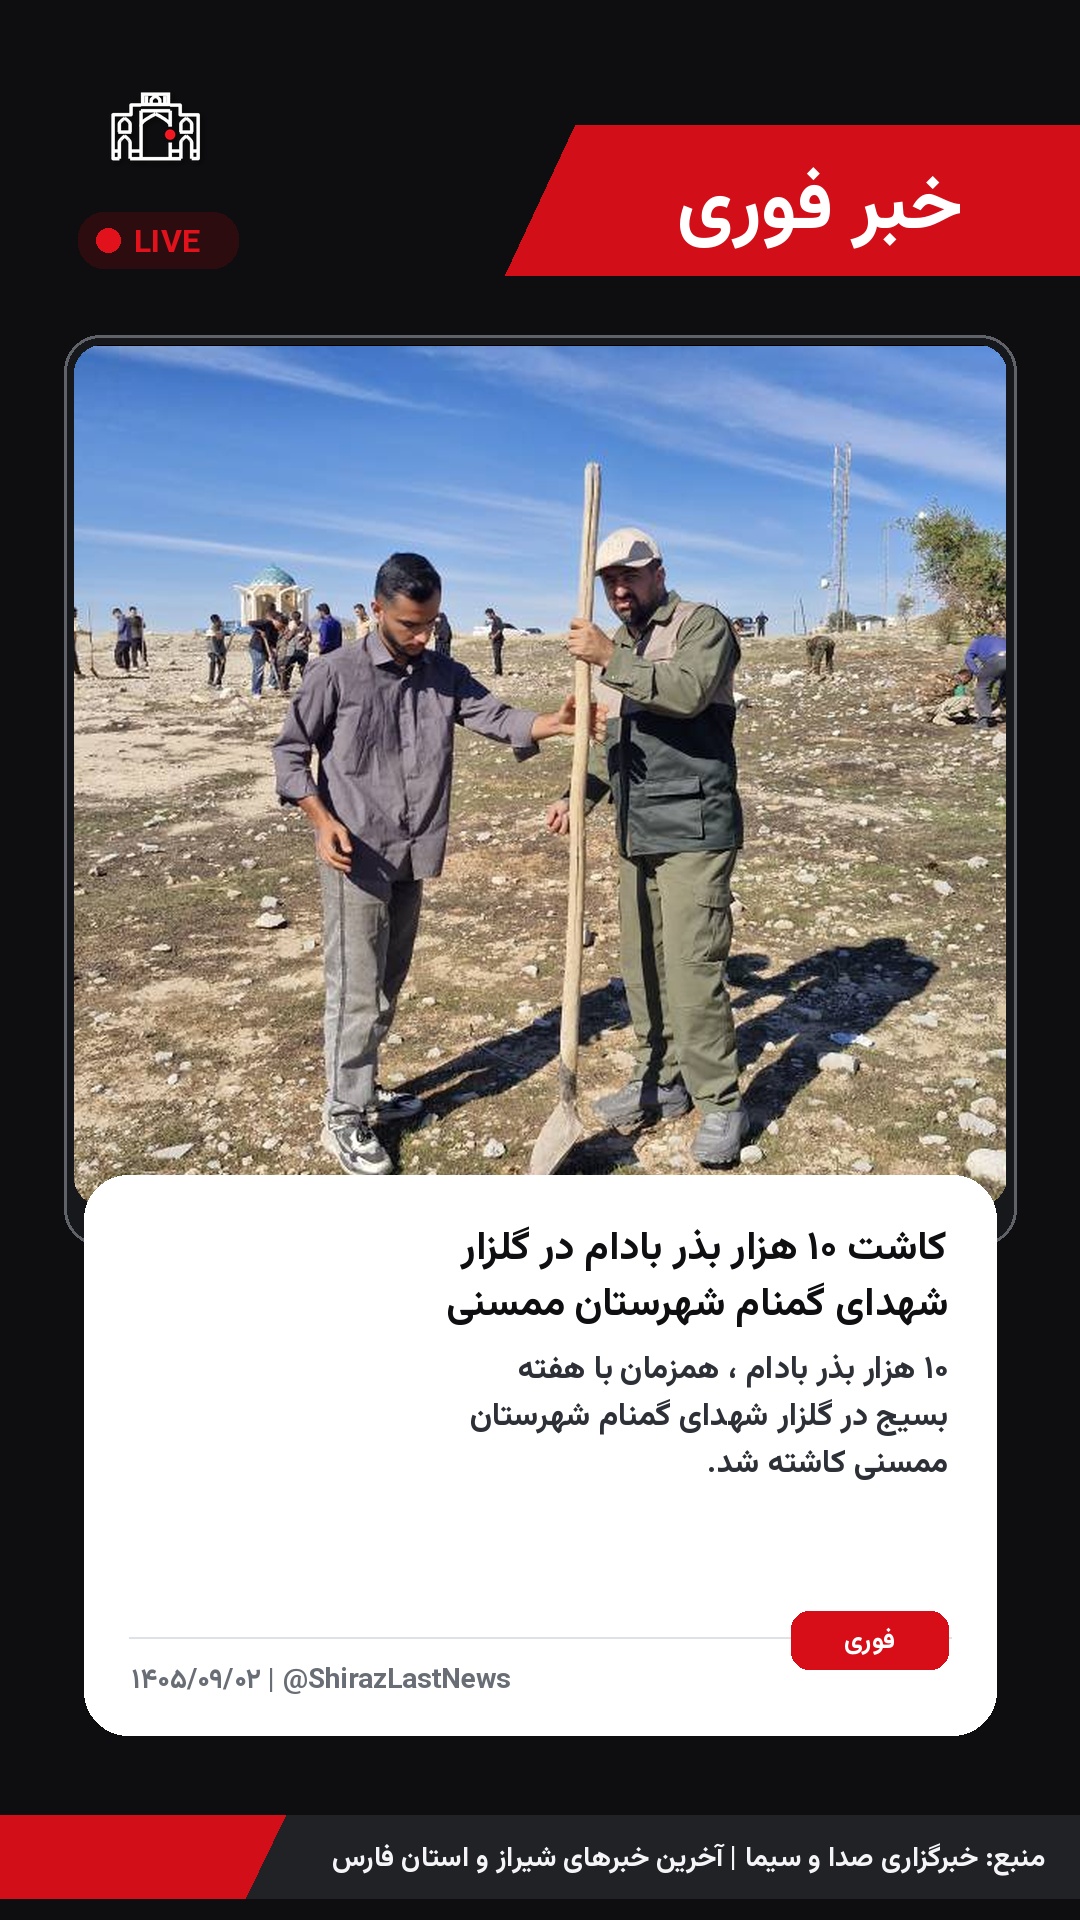 LIVE
خبر فوری
کاشت ۱۰ هزار بذر بادام در گلزار
شهدای گمنام شهرستان ممسنی
۱۰ هزار بذر بادام ، همزمان با هفته
بسیج در گلزار شهدای گمنام شهرستان
ممسنی کاشته شد.
فوری
۱۴۰۵/۰۹/۰۲ | @ShirazLastNews
منبع: خبرگزاری صدا و سیما | آخرین خبرهای شیراز و استان فارس